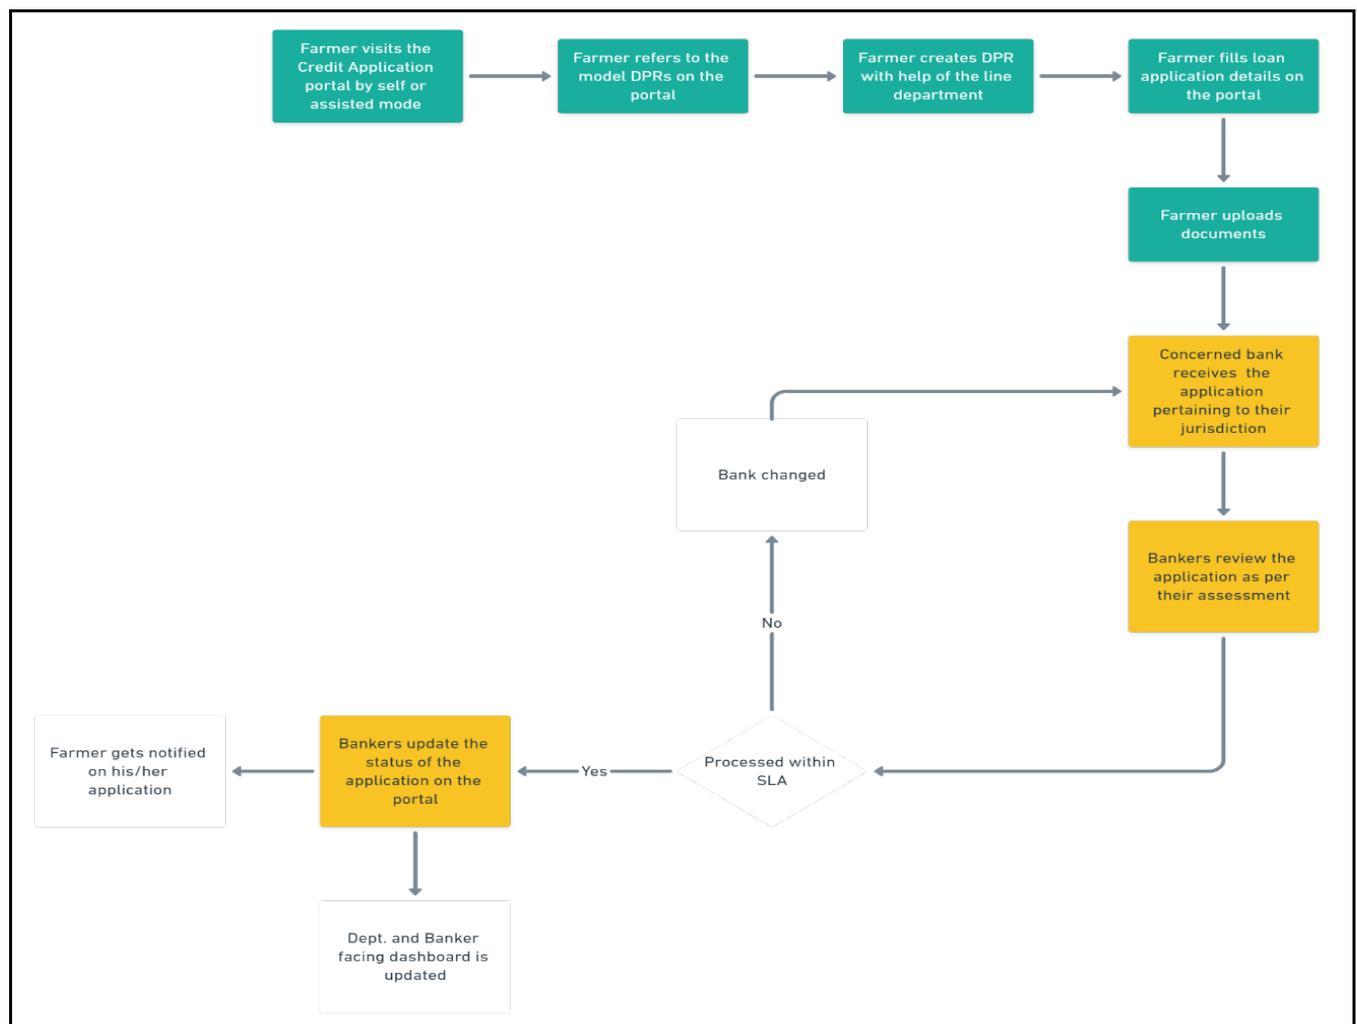 Farmer visits the
Credit Application
portal by self or
assisted mode
Farmer refers to the
model DPRs on the
portal
Farmer creates DPR
with help of the line
department
Farmer fills loan
application details on
the portal
Farmer uploads
documents
Concerned bank
receives the
application
pertaining to their
jurisdiction
Bank changed
Bankers review the
application as per
their assessment
No
Processed within
SLA
Yes
Bankers update the
status of the
application on the
portal
Farmer gets notified
on his/her
application
Dept. and Banker
facing dashboard is
updated